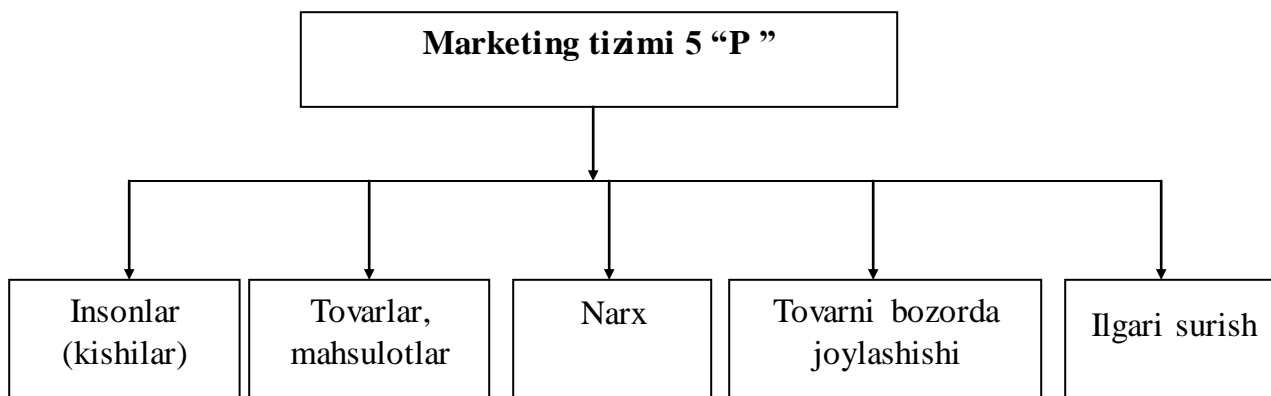 Marketing tizimi 5 “P ”
Insonlar
(kishilar)
Tovarlar,
mahsulotlar
Narx
Tovarni bozorda
joylashishi
Ilgari surish